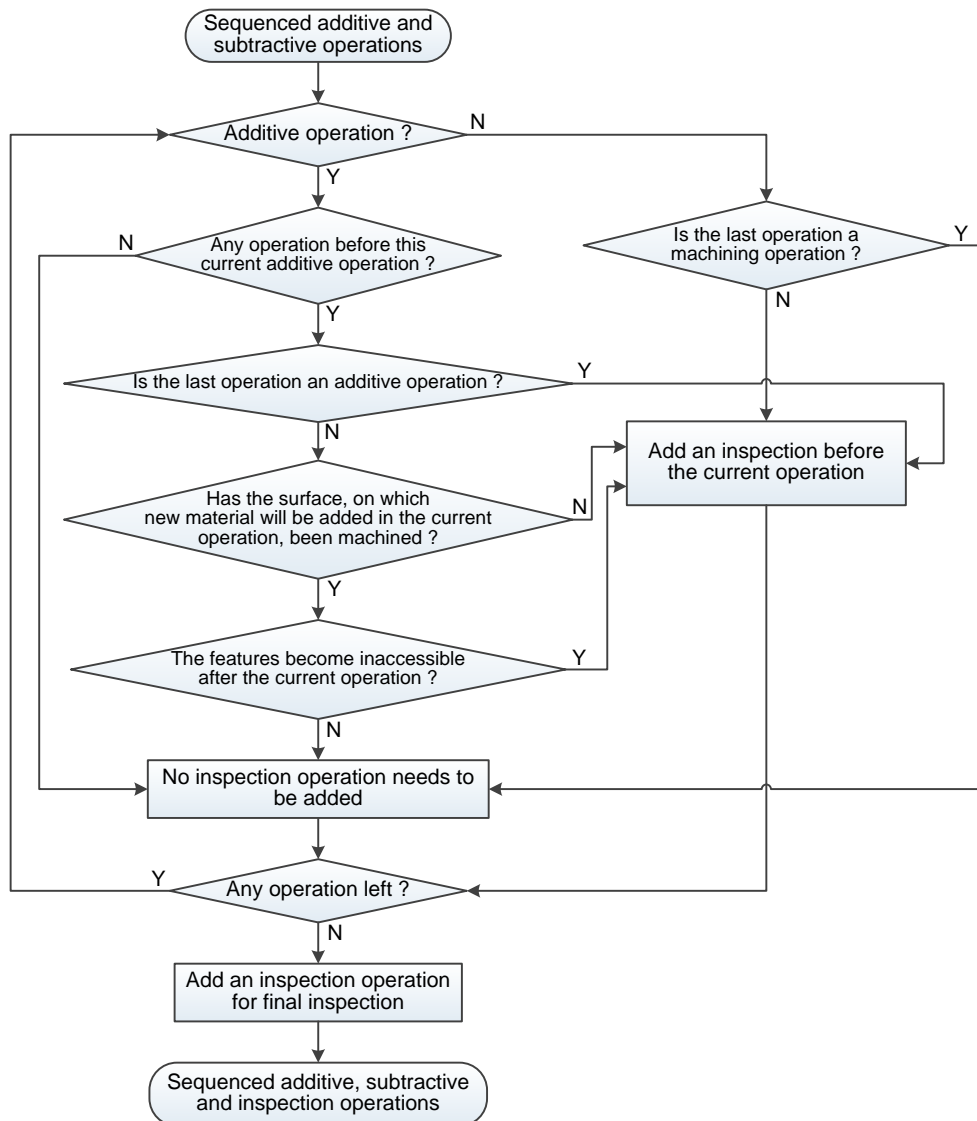 Sequenced additive and
subtractive operations
Additive operation ?
N
Y
Any operation before this
current additive operation ?
N
Y
Is the last operation a
machining operation ?
Y
N
Is the last operation an additive operation ?
Y
N
Add an inspection before
the current operation
Has the surface, on which
new material will be added in the current
operation, been machined ?
N
Y
The features become inaccessible
after the current operation ?
Y
N
No inspection operation needs to
be added
Any operation left ?
Y
N
Add an inspection operation
for final inspection
Sequenced additive, subtractive
and inspection operations